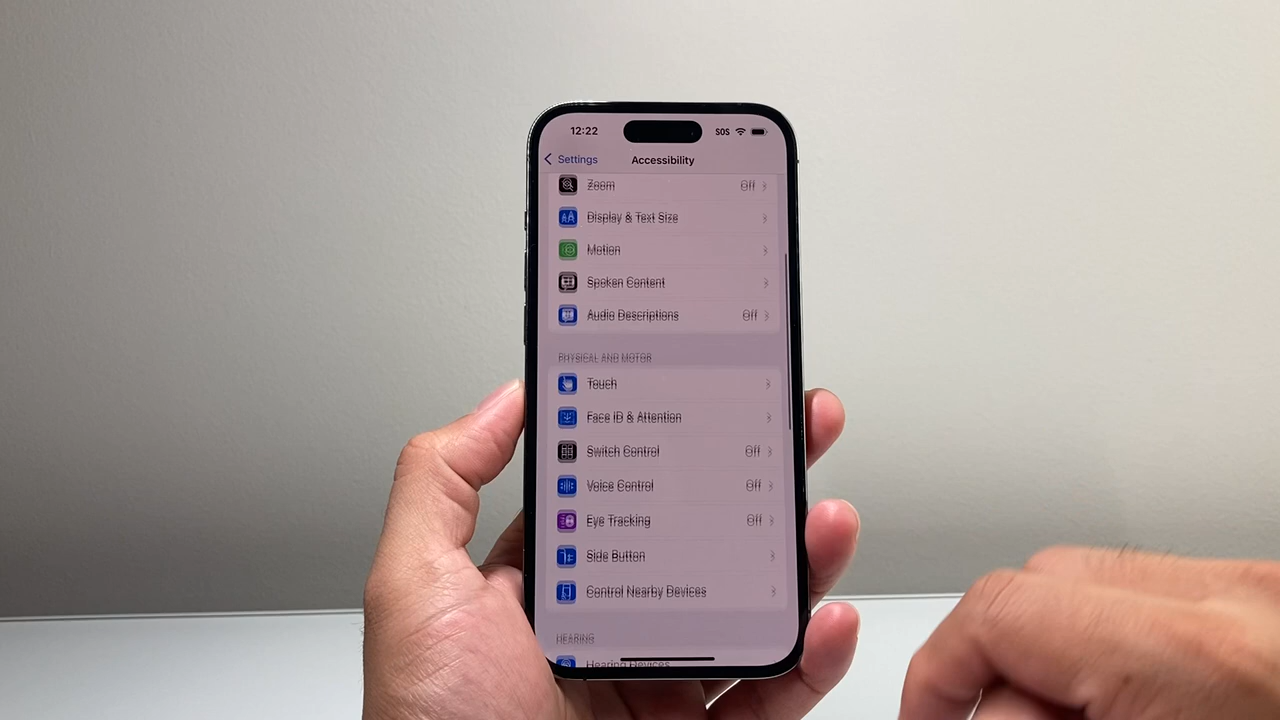 12:22 SOS
Settings Accessibility
Zoom Off
Display & Text Size
Motion
Spoken Content
Audio Descriptions Off
PHYSICAL AND MOTOR
Touch
Face ID & Attention
Switch Control Off
Voice Control Off
Eye Tracking Off
Side Button
Control Nearby Devices
HEARING
Hearing Devices